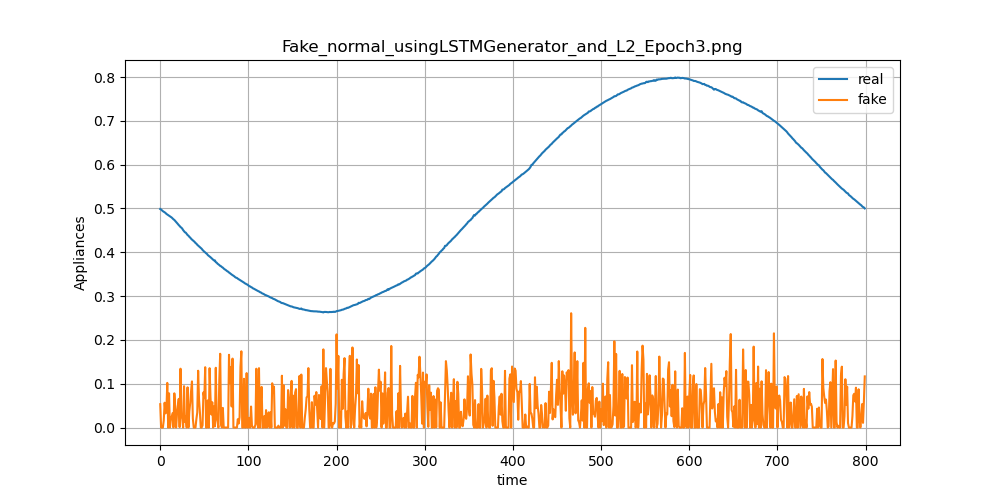 Fake_normal_usingLSTMGenerator_and_L2_Epoch3.png
real
fake
Appliances
0.8
0.7
0.6
0.5
0.4
0.3
0.2
0.1
0.0
0 100 200 300 400 500 600 700 800
time